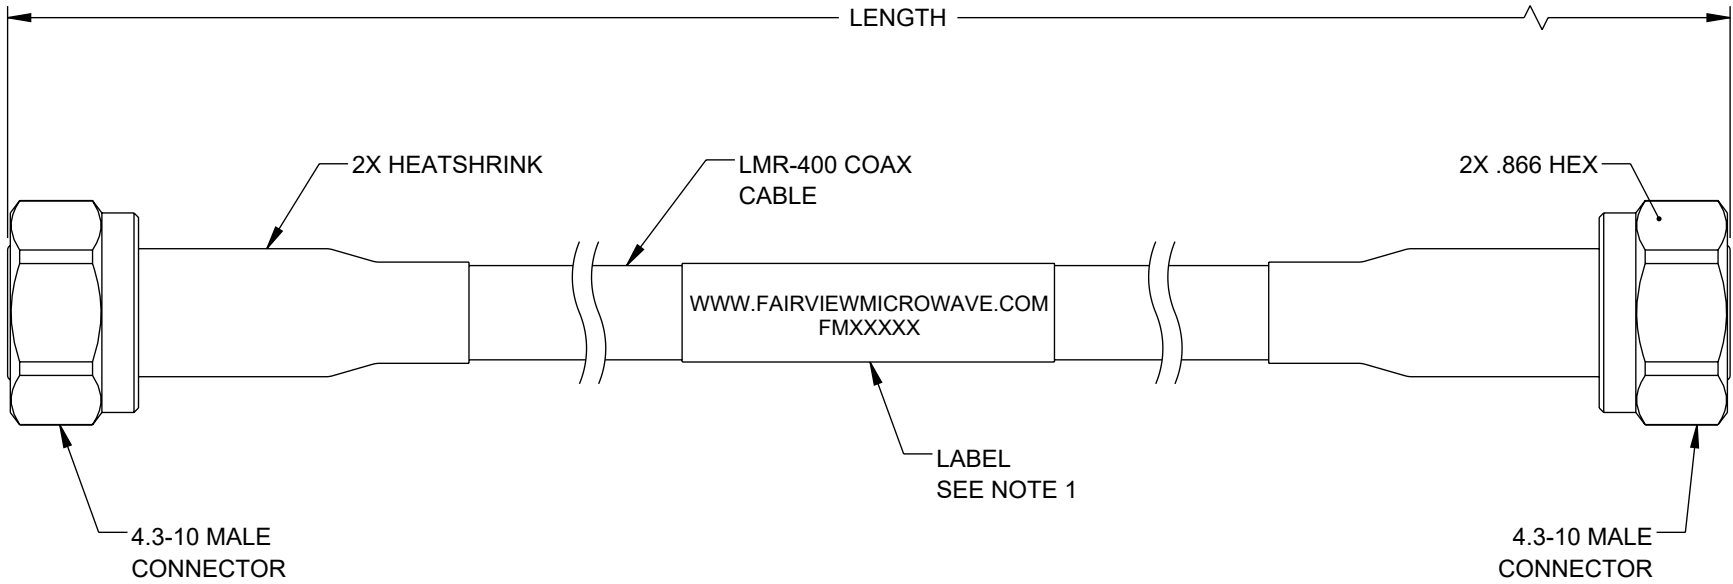 LENGTH
2X HEATSHRINK
LMR-400 COAX
CABLE
2X .866 HEX
WWW.FAIRVIEWMICROWAVE.COM
FMXXXXX
LABEL
SEE NOTE 1
4.3-10 MALE
CONNECTOR
4.3-10 MALE
CONNECTOR